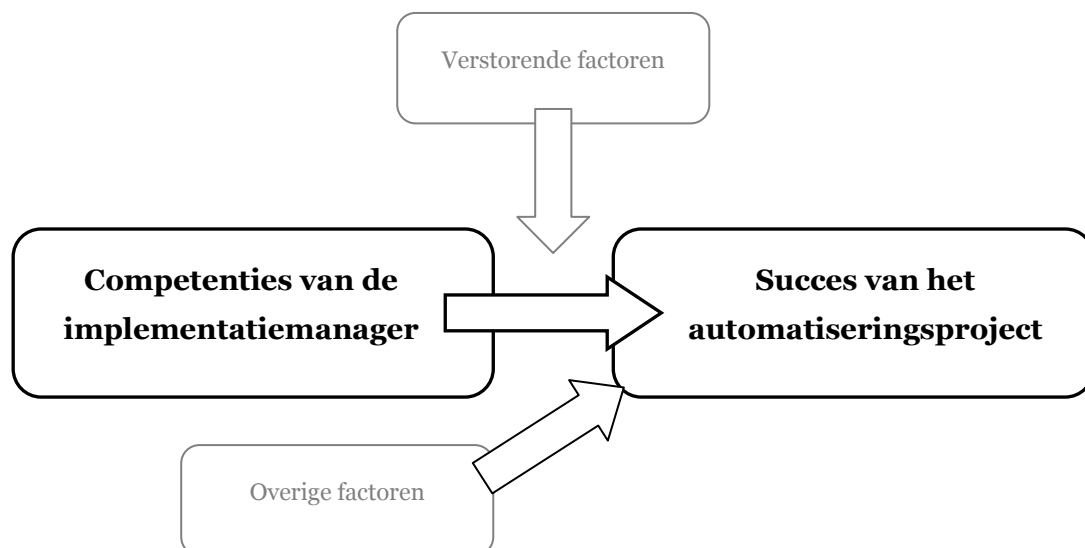 Verstorende factoren
Competenties van de
implementatiemanager
Succes van het
automatiseringsproject
Overige factoren